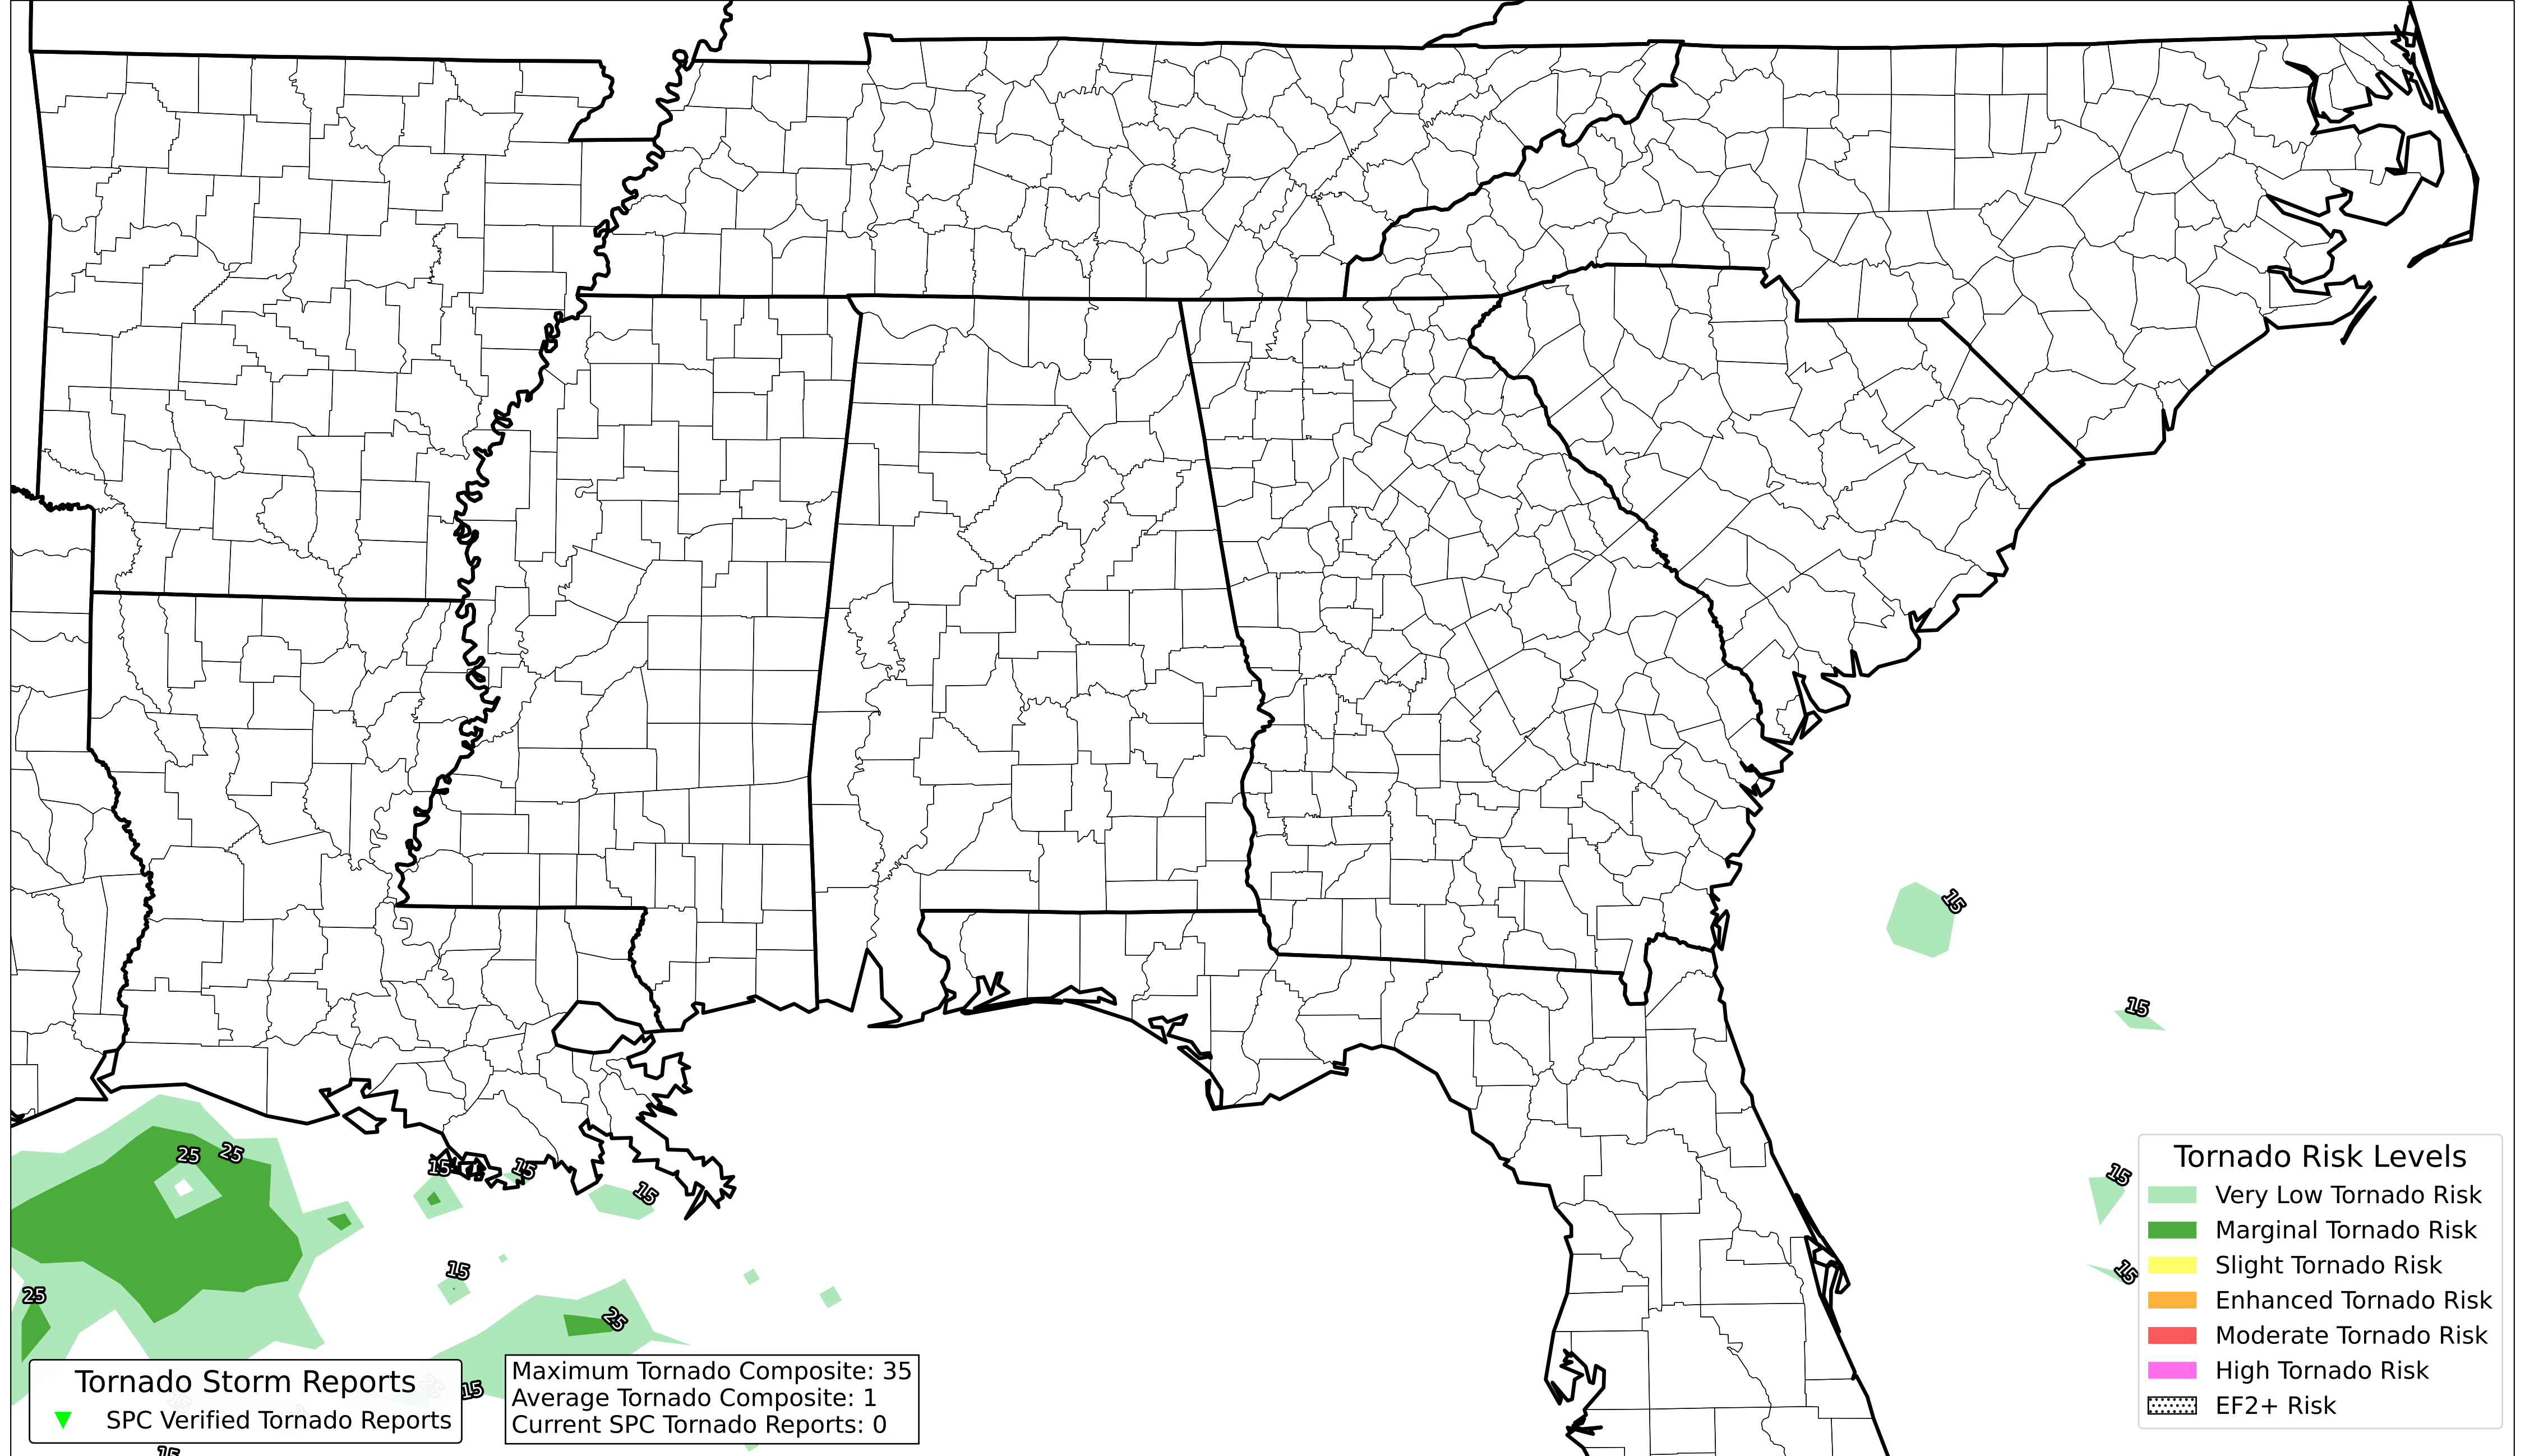 15
15
25
25
15
15
15
15
15
15
25
25
15
15
Tornado Risk Levels
Very Low Tornado Risk
Marginal Tornado Risk
Slight Tornado Risk
Enhanced Tornado Risk
Moderate Tornado Risk
High Tornado Risk
EF2+ Risk
Tornado Storm Reports
SPC Verified Tornado Reports
Maximum Tornado Composite: 35
Average Tornado Composite: 1
Current SPC Tornado Reports: 0